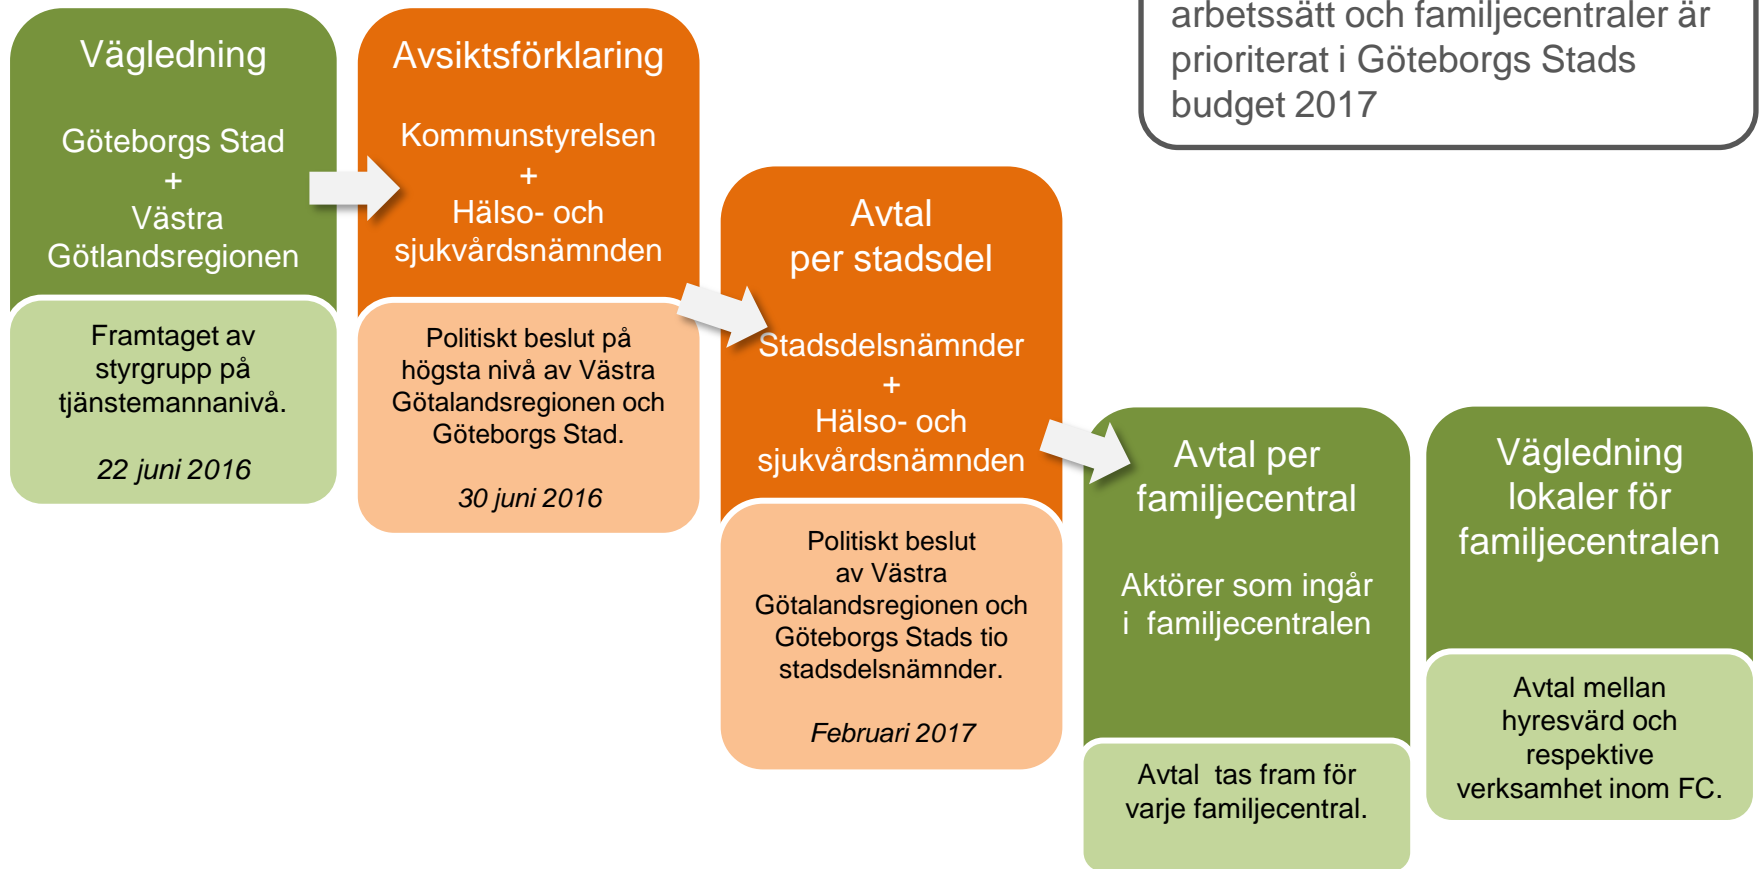 Vägledning
Göteborgs Stad
+
Västra
Götlandsregionen
Framtaget av
styrgrupp på
tjänstemannanivå.
22 juni 2016
Avsiktsförklaring
Kommunstyrelsen
+
Hälso- och
sjukvårdsnämnden
Politiskt beslut på
högsta nivå av Västra
Götalandsregionen och
Göteborgs Stad.
30 juni 2016
arbetssätt och familjecentraler är
prioriterat i Göteborgs Stads
budget 2017
Avtal
per stadsdel
Stadsdelsnämnder
+
Hälso- och
sjukvårdsnämnden
Politiskt beslut
av Västra
Götalandsregionen och
Göteborgs Stads tio
stadsdelsnämnder.
Februari 2017
Avtal per
familjecentral
Aktörer som ingår
i familjecentralen
Avtal tas fram för
varje familjecentral.
Vägledning
lokaler för
familjecentralen
Avtal mellan
hyresvärd och
respektive
verksamhet inom FC.